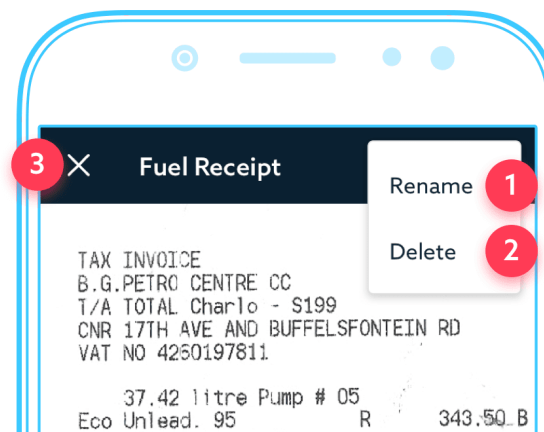 3
Fuel Receipt
Rename 1
Delete 2
TAX INVOICE
B.G.PETRO CENTRE CC
T/A TOTAL Charlo - S199
CNR 17TH AVE AND BUFFELSFONTEIN RD
VAT NO 4260197811
37.42 litre Pump # 05
Eco Unlead. 95 R 343.50 B